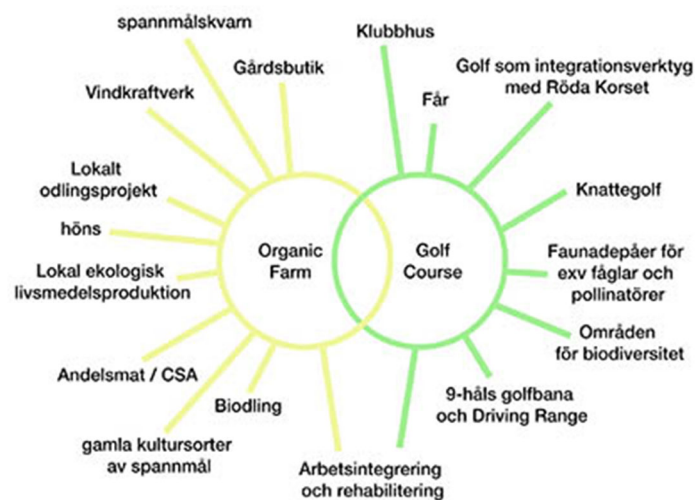 spannmålskvarn
Gårdsbutik
Vindkraftverk
Lokalt
odlingsprojekt
höns
Lokal ekologisk
livsmedelsproduktion
Andelsmat / CSA
gamla kultursorter
av spannmål
Biodling
Organic
Farm
Golf
Course
Klubbhus
Får
Golf som integrationsverktyg
med Röda Korset
Knattegolf
Faunadepåer för
exv fåglar och
pollinatörer
Områden
för biodiversitet
9-håls golfbana
och Driving Range
Arbetsintegrering
och rehabilitering